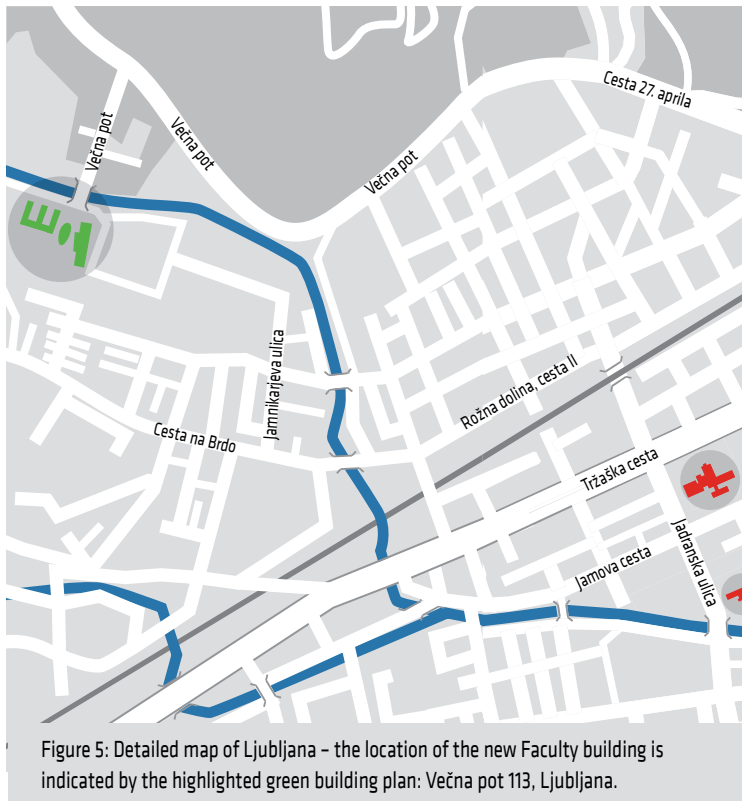 Cesta 27. aprila
Večna pot
Večna pot
Večna pot
Jamnikarjeva ulica
Rožna dolina, cesta II
Cesta na Brdo
Tržaška cesta
Jadranska ulica
Jamova cesta
Figure 5: Detailed map of Ljubljana – the location of the new Faculty building is
indicated by the highlighted green building plan: Večna pot 113, Ljubljana.